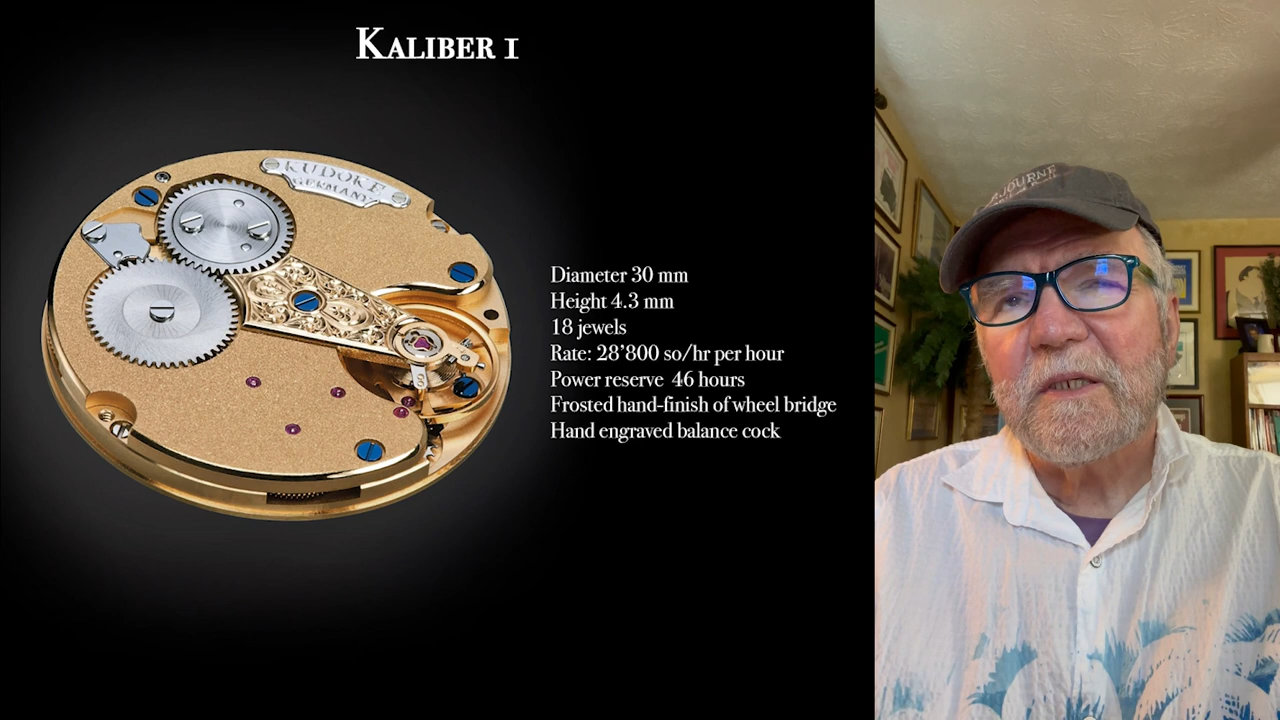 KALIBER 1
KUDOKE
GERMANY
Diameter 30 mm
Height 4.3 mm
18 jewels
Rate: 28'800 so/hr per hour
Power reserve 46 hours
Frosted hand-finish of wheel bridge
Hand engraved balance cock
JOURNE